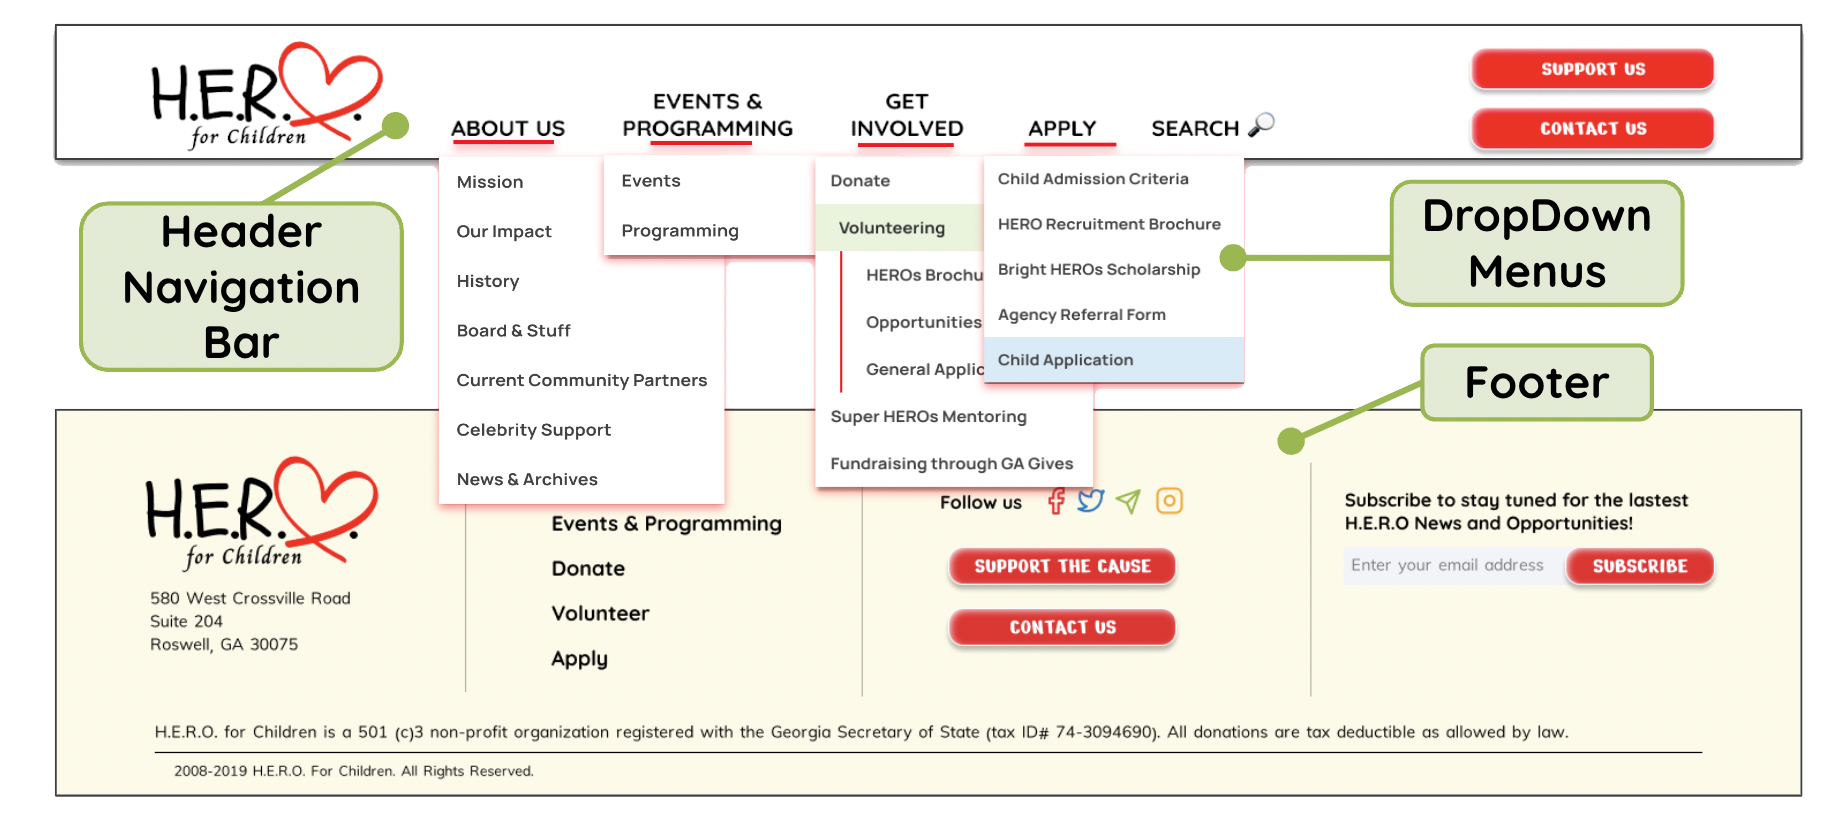 H.E.R.
for Children
ABOUT US
EVENTS &
PROGRAMMING
GET
INVOLVED
APPLY
SEARCH
SUPPORT US
CONTACT US
Header
Navigation
Bar
Mission
Our Impact
History
Board & Stuff
Current Community Partners
Celebrity Support
News & Archives
Events
Programming
Donate
Volunteering
HEROs Brochu
Opportunities
General Applic
Super HEROs Mentoring
Fundraising through GA Gives
Child Admission Criteria
HERO Recruitment Brochure
Bright HEROs Scholarship
Agency Referral Form
Child Application
DropDown
Menus
Footer
H.E.R.
for Children
580 West Crossville Road
Suite 204
Roswell, GA 30075
Events & Programming
Donate
Volunteer
Apply
Follow us
SUPPORT THE CAUSE
CONTACT US
Subscribe to stay tuned for the lastest
H.E.R.O News and Opportunities!
Enter your email address
SUBSCRIBE
H.E.R.O. for Children is a 501 (c)3 non-profit organization registered with the Georgia Secretary of State (tax ID# 74-3094690). All donations are tax deductible as allowed by law.
2008-2019 H.E.R.O. For Children. All Rights Reserved.